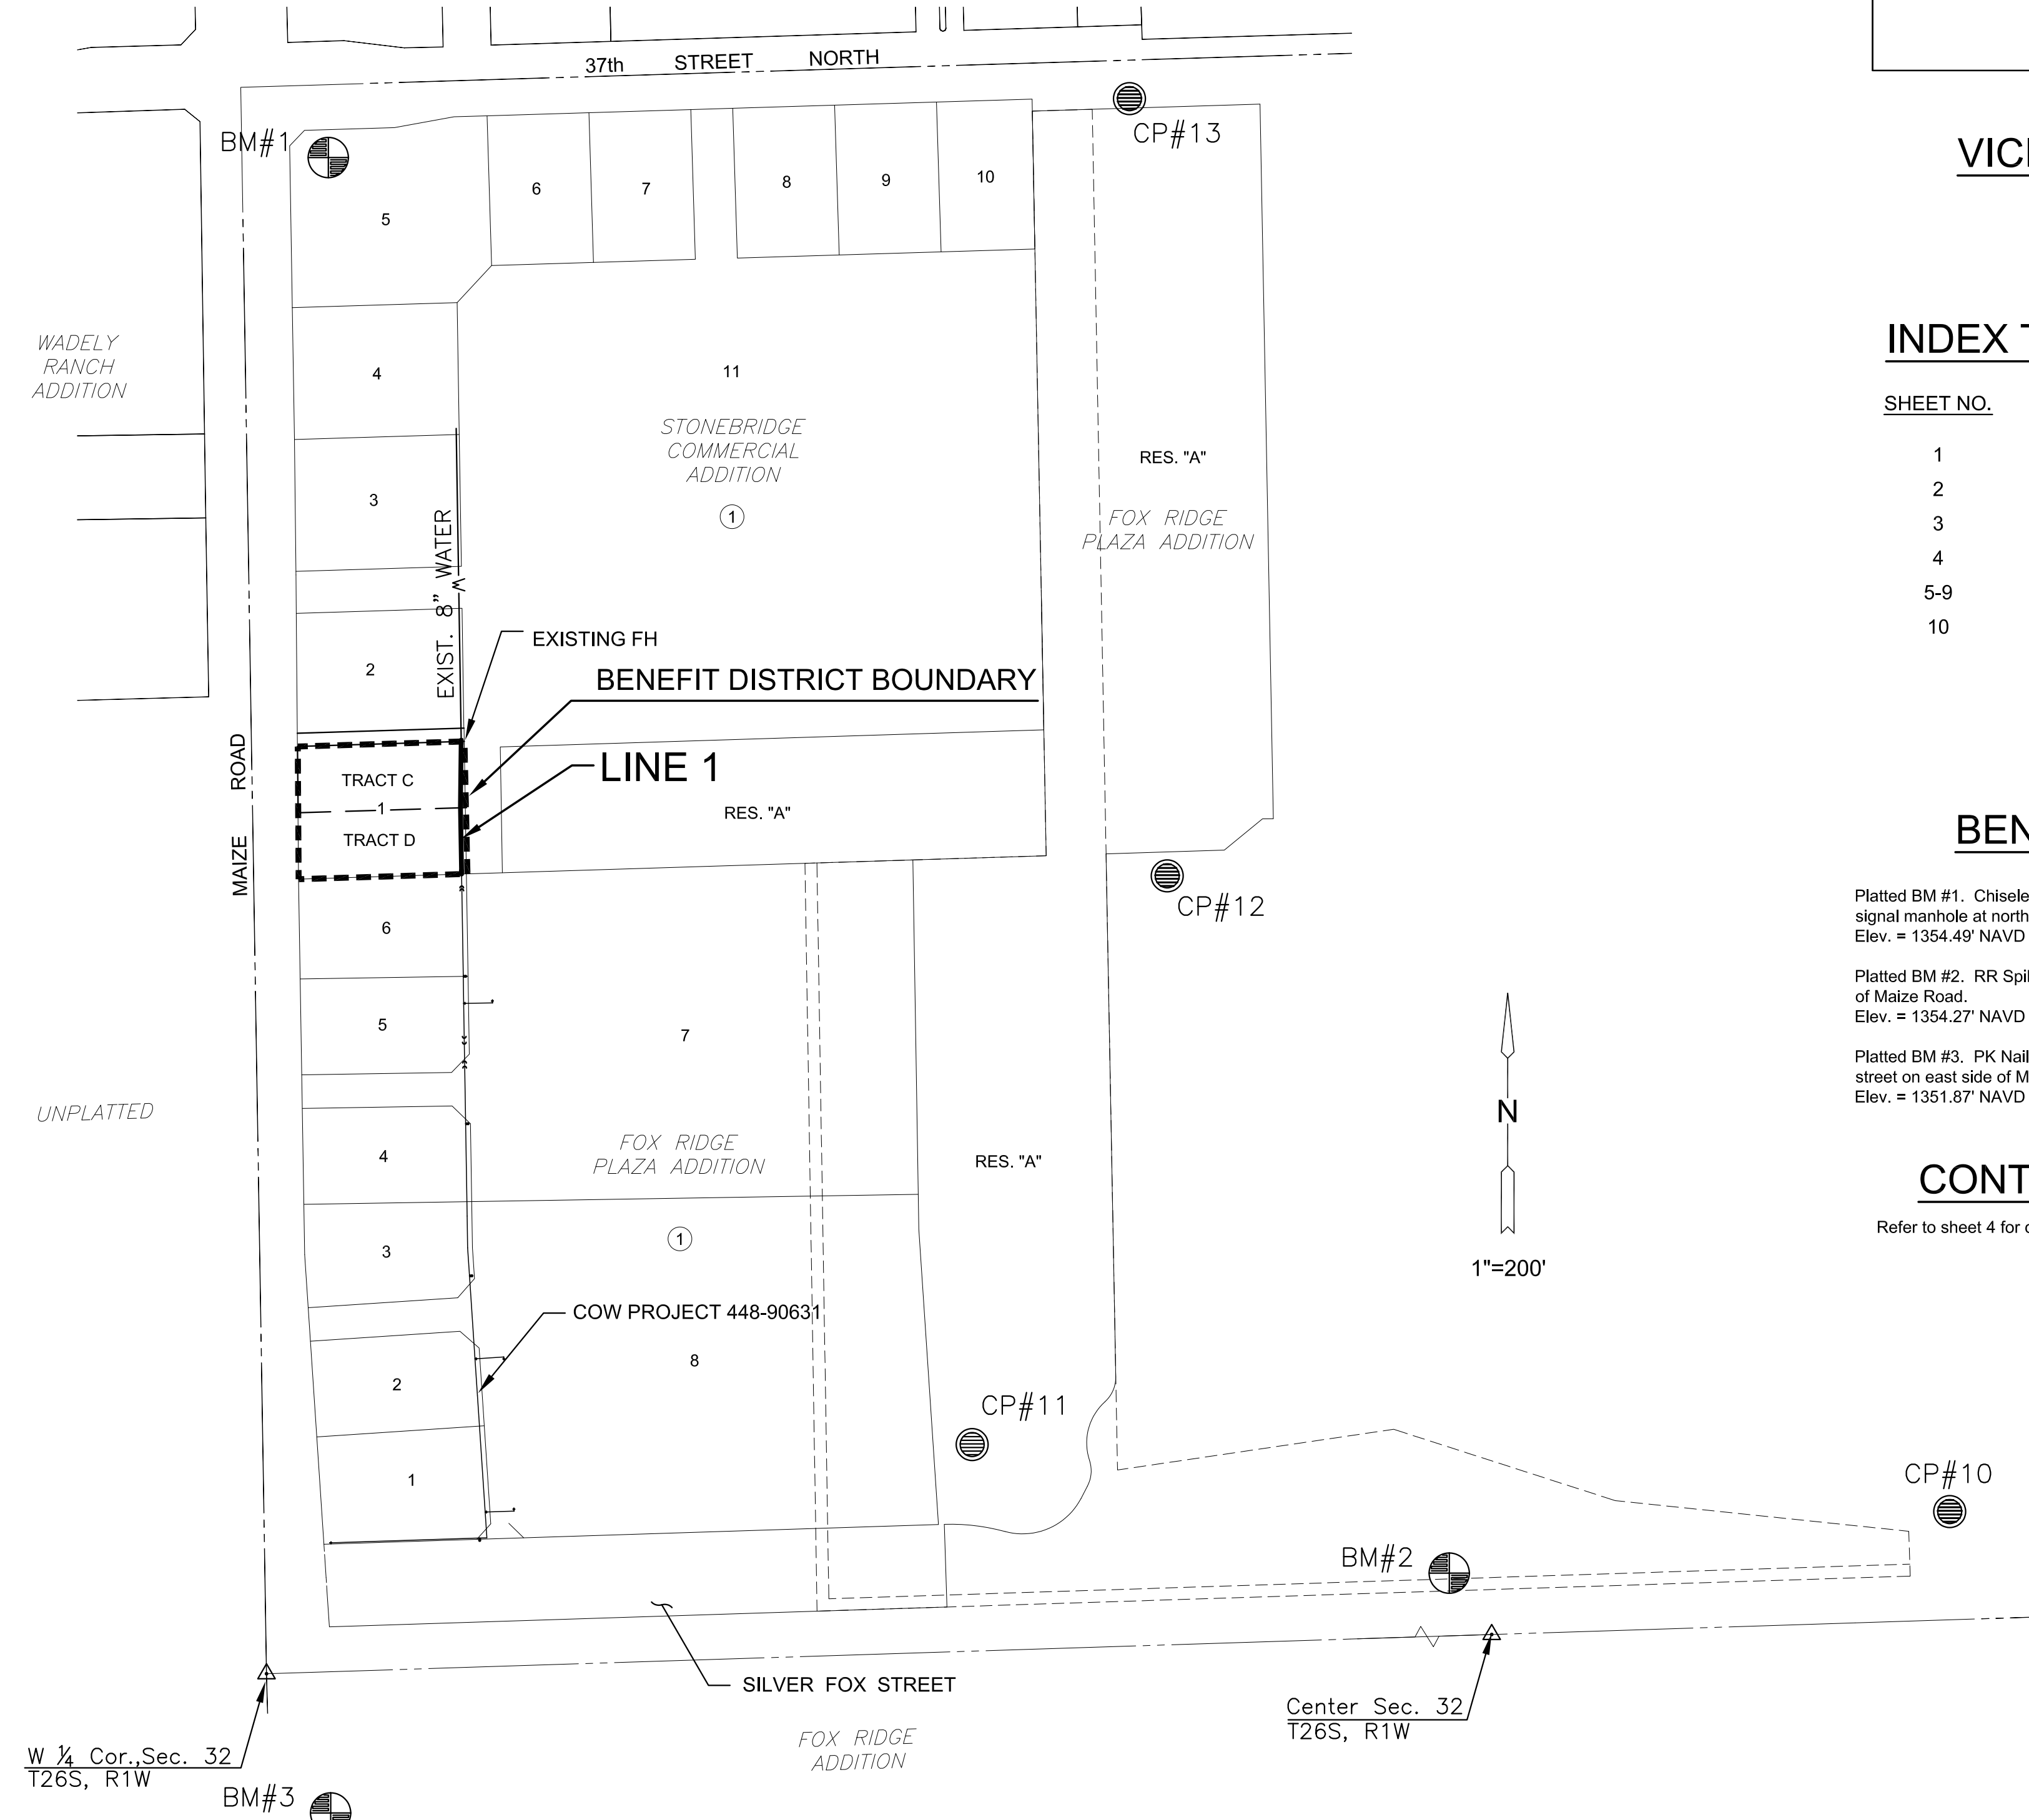 37th STREET NORTH
BM#1
CP#13
6
7
8
9
10
5
WADELY
RANCH
ADDITION
4
11
STONEBRIDGE
COMMERCIAL
ADDITION
1
3
RES. "A"
FOX RIDGE
PLAZA ADDITION
EXIST. 8" WATER
W
2
EXISTING FH
BENEFIT DISTRICT BOUNDARY
LINE 1
MAIZE ROAD
TRACT C
1
TRACT D
RES. "A"
CP#12
6
5
7
UNPLATTED
4
FOX RIDGE
PLAZA ADDITION
RES. "A"
3
1
COW PROJECT 448-90631
2
8
1
CP#11
N
1"=200'
CP#10
BM#2
SILVER FOX STREET
Center Sec. 32
T26S, R1W
FOX RIDGE
ADDITION
W ¼ Cor.,Sec. 32
T26S, R1W
BM#3
VICI
INDEX T
SHEET NO.
1
2
3
4
5-9
10
BEN
Platted BM #1. Chisele
signal manhole at north
Elev. = 1354.49' NAVD
Platted BM #2. RR Spil
of Maize Road.
Elev. = 1354.27' NAVD
Platted BM #3. PK Nail
street on east side of M
Elev. = 1351.87' NAVD
CONT
Refer to sheet 4 for c